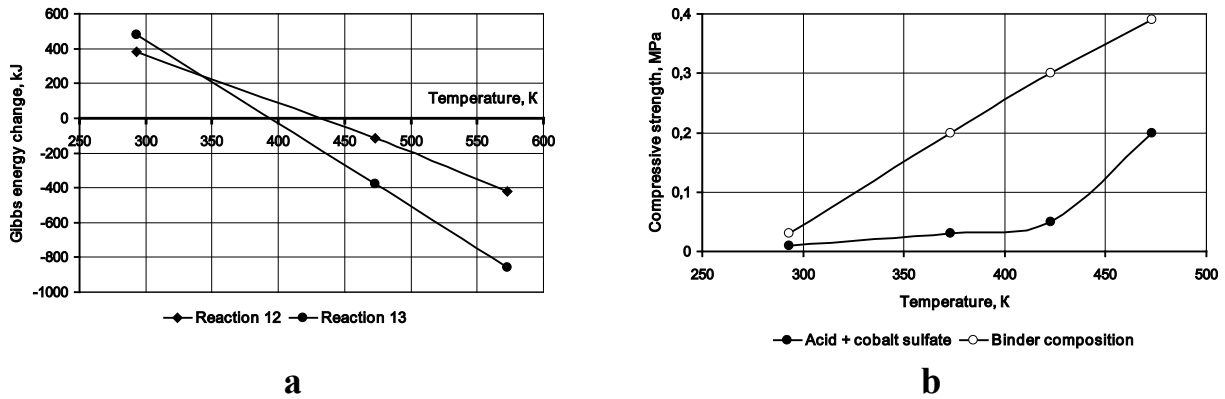 600
400
200
0
-200
-400
-600
-800
-1000
250 300 350 400 450 500 550 600
Temperature, K
Gibbs energy change, kJ
Reaction 12 Reaction 13
a
0,4
0,3
0,2
0,1
0
250 300 350 400 450 500
Compressive strength, MPa
Temperature, K
Acid + cobalt sulfate Binder composition
b